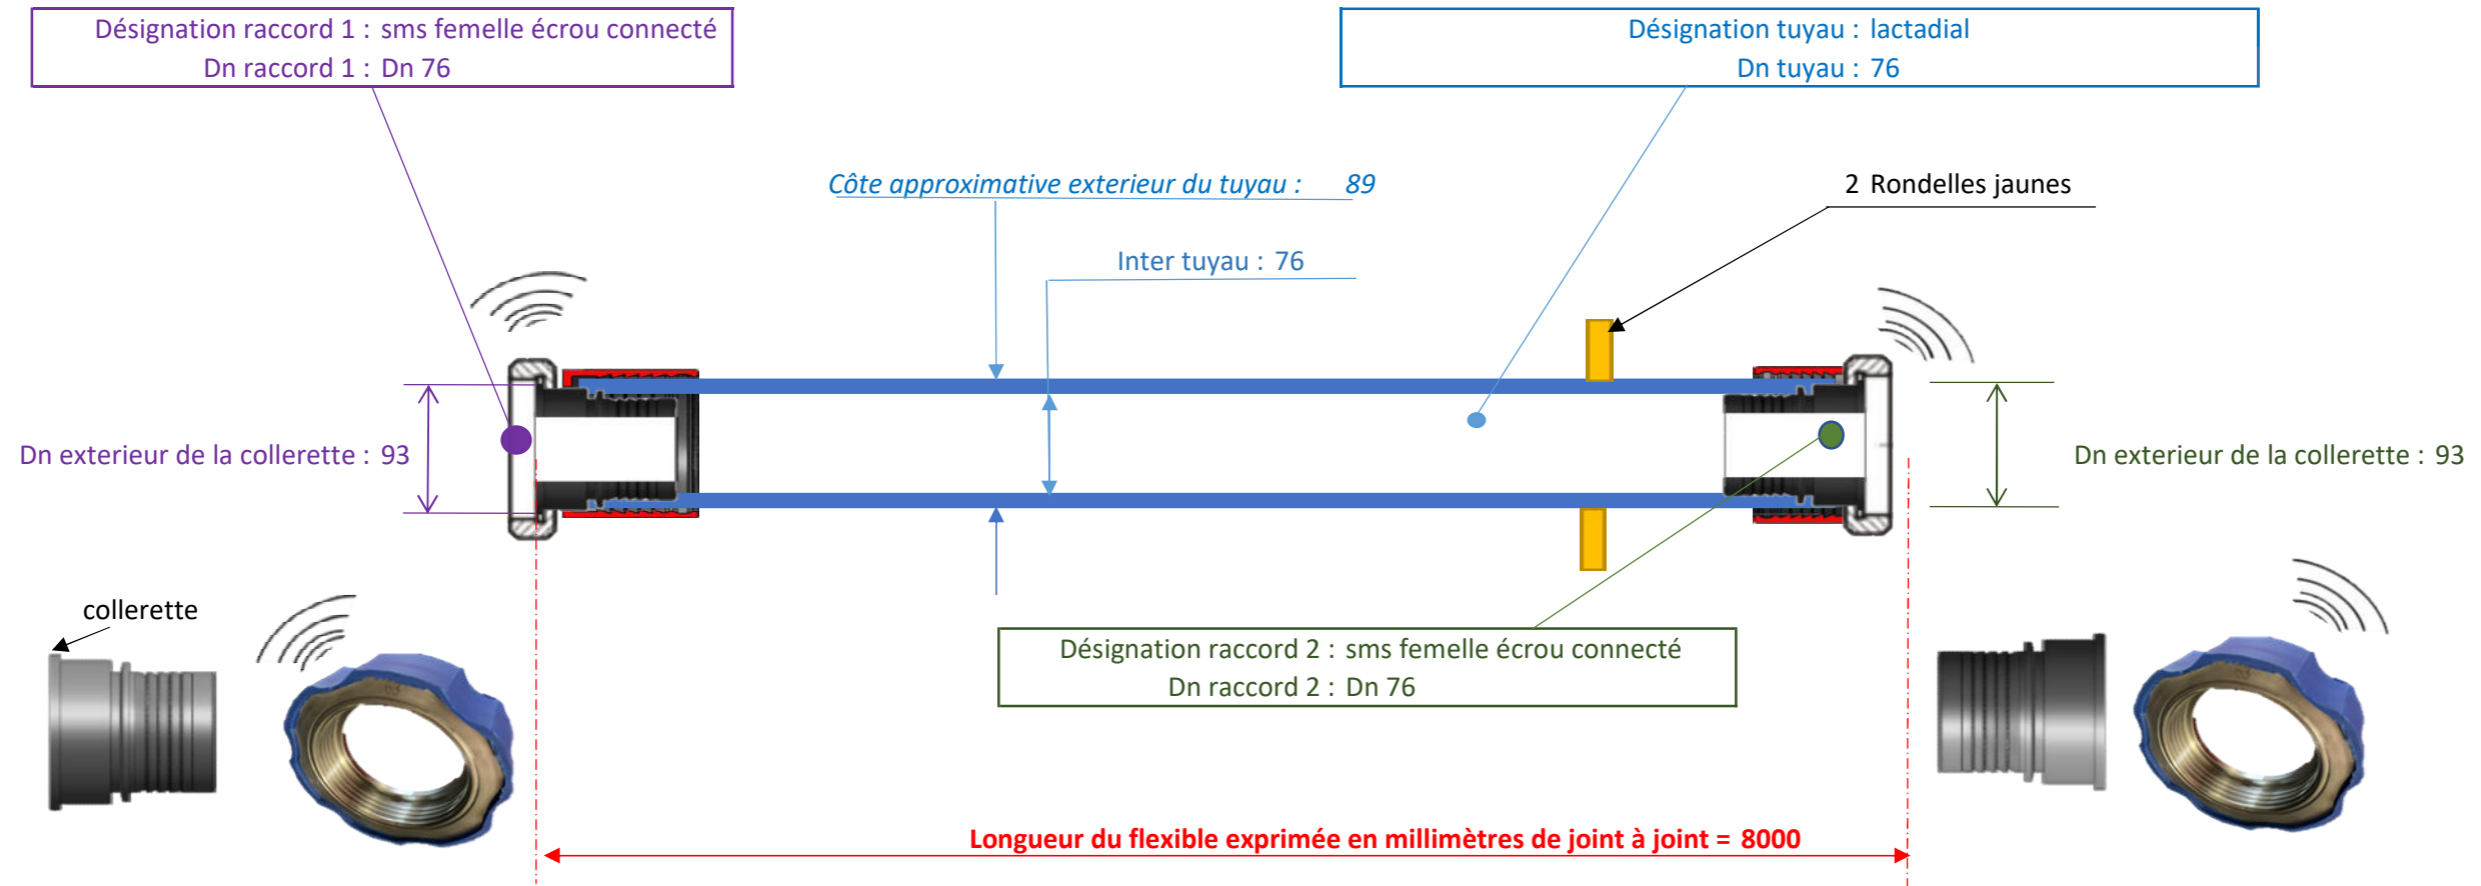 Désignation raccord 1 : sms femelle écrou connecté
Dn raccord 1 : Dn 76
Désignation tuyau : lactadial
Dn tuyau : 76
Côte approximative exterieur du tuyau : 89
2 Rondelles jaunes
Inter tuyau : 76
Dn exterieur de la collerette : 93
Dn exterieur de la collerette : 93
collerette
Désignation raccord 2 : sms femelle écrou connecté
Dn raccord 2 : Dn 76
Longueur du flexible exprimée en millimètres de joint à joint = 8000